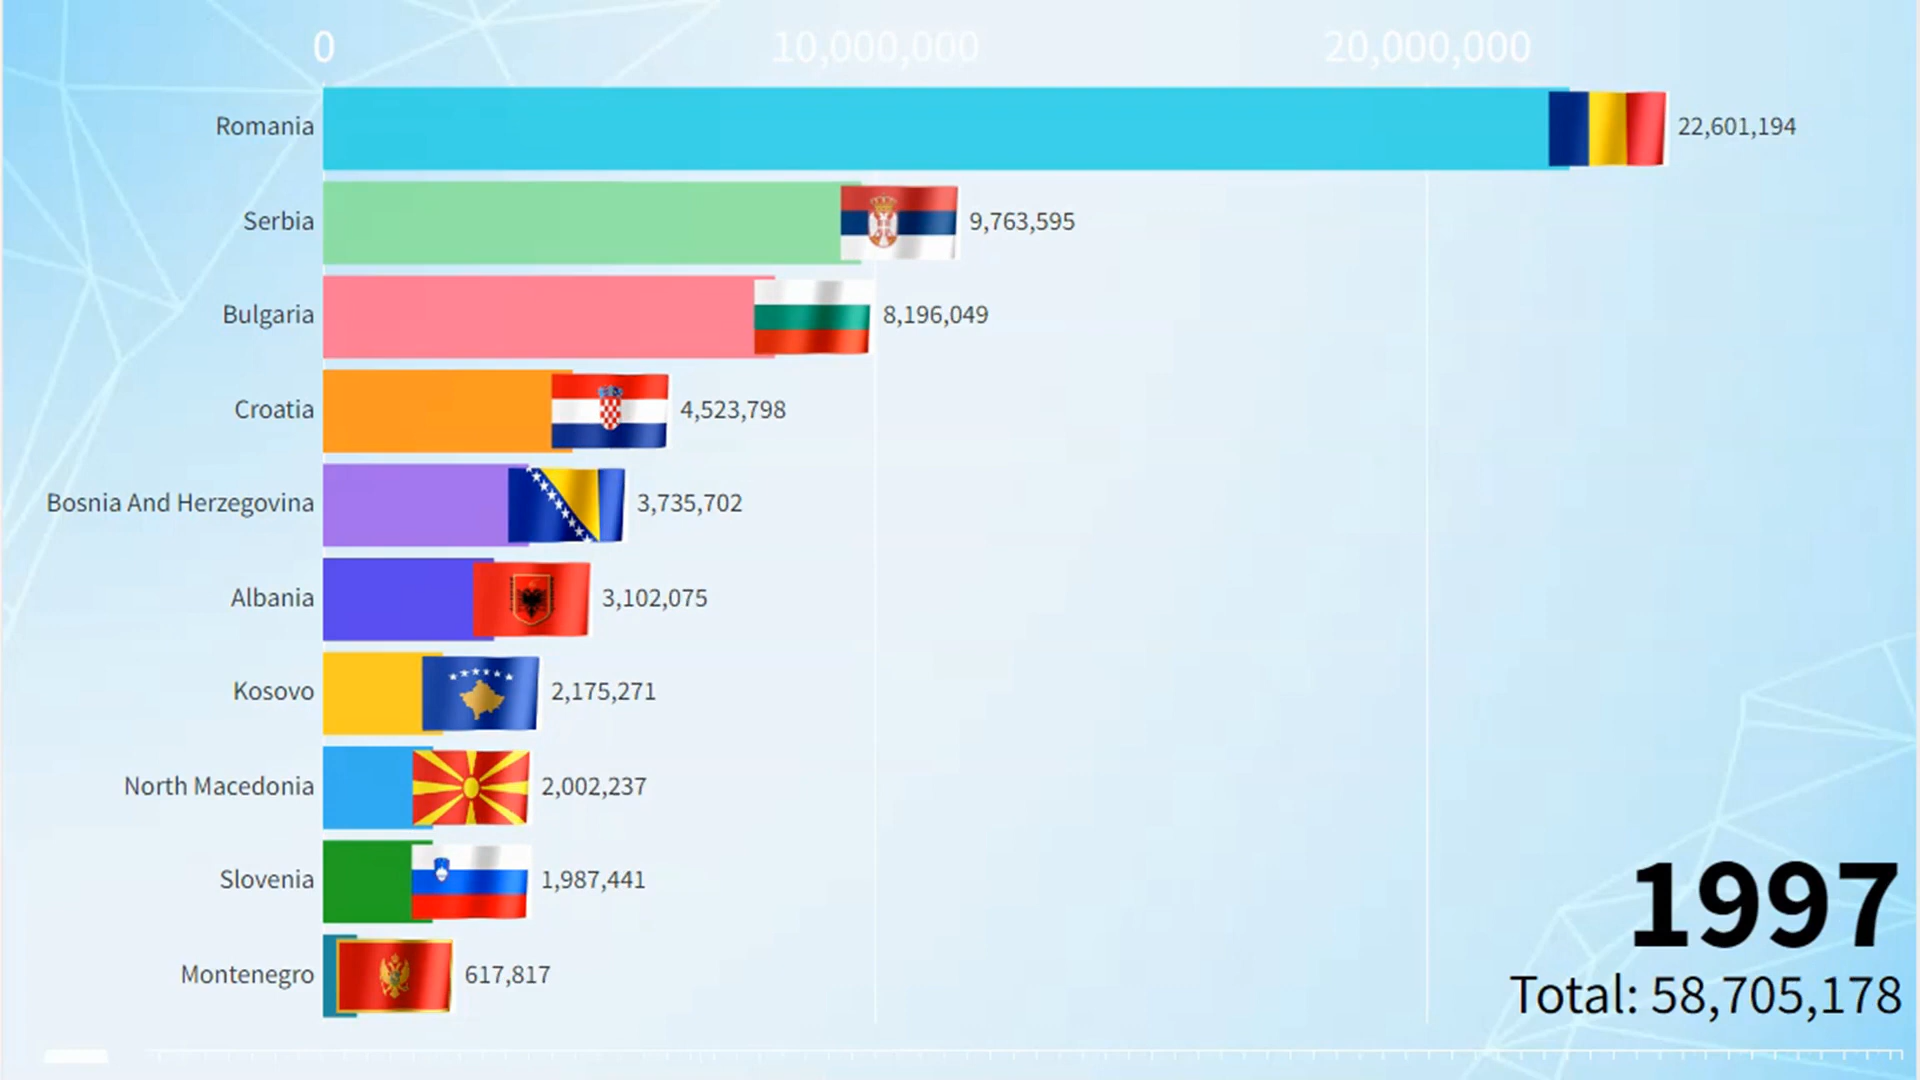 0 10,000,000 20,000,000
Romania 22,601,194
Serbia 9,763,595
Bulgaria 8,196,049
Croatia 4,523,798
Bosnia And Herzegovina 3,735,702
Albania 3,102,075
Kosovo 2,175,271
North Macedonia 2,002,237
Slovenia 1,987,441
Montenegro 617,817
1997
Total: 58,705,178